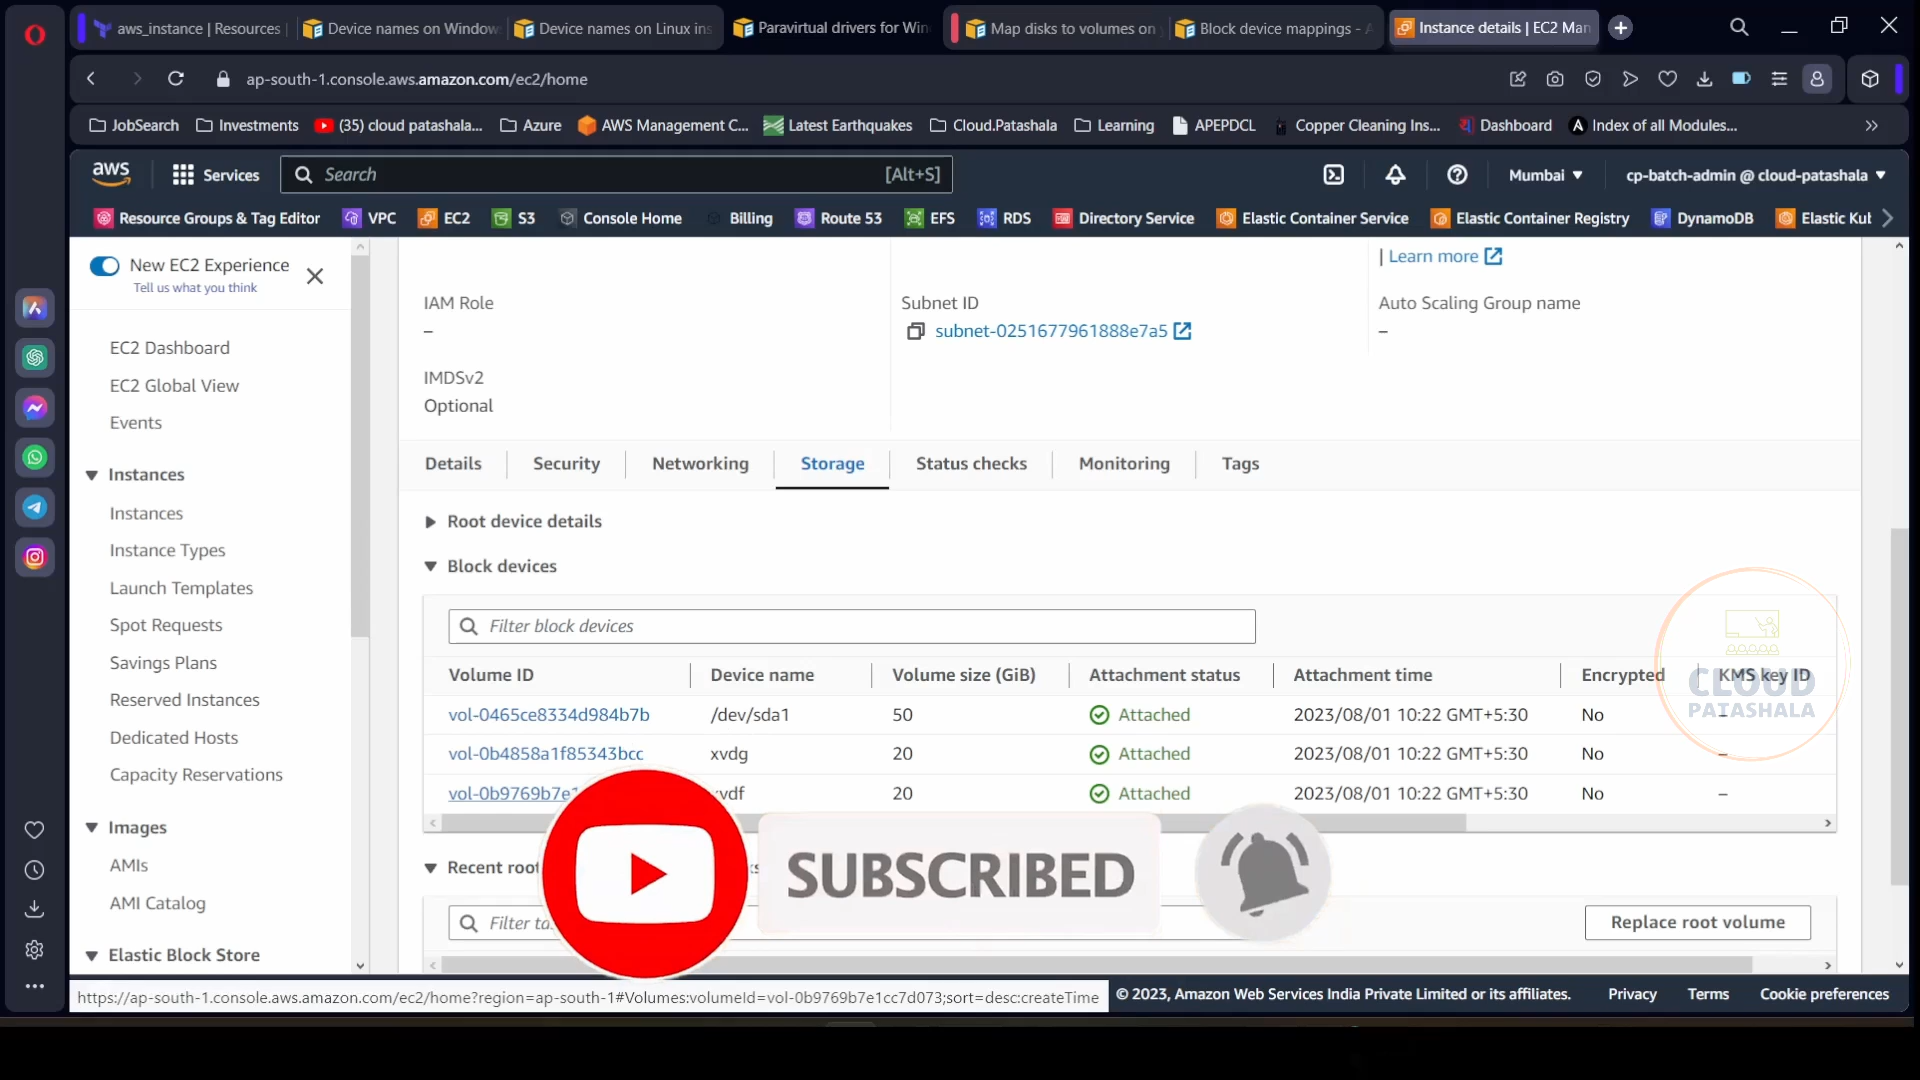 aws_instance | Resources
Device names on Window
Device names on Linux ins
Paravirtual drivers for Win
Map disks to volumes on
Block device mappings - A
Instance details | EC2 Man
ap-south-1.console.aws.amazon.com/ec2/home
JobSearch
Investments
(35) cloud patashala...
Azure
AWS Management C...
Latest Earthquakes
Cloud.Patashala
Learning
APEPDCL
Copper Cleaning Ins...
Dashboard
Index of all Modules...
aws
Services
Search
[Alt+S]
Mumbai
cp-batch-admin @ cloud-patashala
Resource Groups & Tag Editor
VPC
EC2
S3
Console Home
Billing
Route 53
EFS
RDS
Directory Service
Elastic Container Service
Elastic Container Registry
DynamoDB
Elastic Kub
New EC2 Experience
Tell us what you think
EC2 Dashboard
EC2 Global View
Events
Instances
Instances
Instance Types
Launch Templates
Spot Requests
Savings Plans
Reserved Instances
Dedicated Hosts
Capacity Reservations
Images
AMIs
AMI Catalog
Elastic Block Store
| Learn more
IAM Role
–
Subnet ID
subnet-0251677961888e7a5
Auto Scaling Group name
–
IMDSv2
Optional
Details
Security
Networking
Storage
Status checks
Monitoring
Tags
Root device details
Block devices
Filter block devices
Volume ID Device name Volume size (GiB) Attachment status Attachment time Encrypted KMS key ID
vol-0465ce8334d984b7b /dev/sda1 50 Attached 2023/08/01 10:22 GMT+5:30 No –
vol-0b4858a1f85343bcc xvdg 20 Attached 2023/08/01 10:22 GMT+5:30 No –
vol-0b9769b7e1 xvdf 20 Attached 2023/08/01 10:22 GMT+5:30 No –
CLOUD
PATASHALA
Recent root
SUBSCRIBED
Filter ta
Replace root volume
https://ap-south-1.console.aws.amazon.com/ec2/home?region=ap-south-1#Volumes:volumeId=vol-0b9769b7e1cc7d073;sort=desc:createTime
© 2023, Amazon Web Services India Private Limited or its affiliates.
Privacy
Terms
Cookie preferences